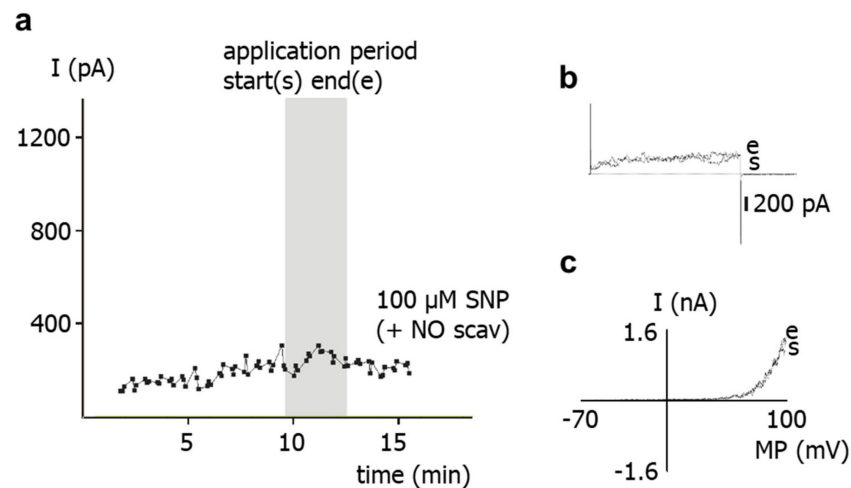 a
application period
start(s) end(e)
I (pA)
1200
800
400
100 µM SNP
(+ NO scav)
5 10 15
time (min)
b
e
s
200 pA
c
I (nA)
1.6
e
s
-70 100
MP (mV)
-1.6